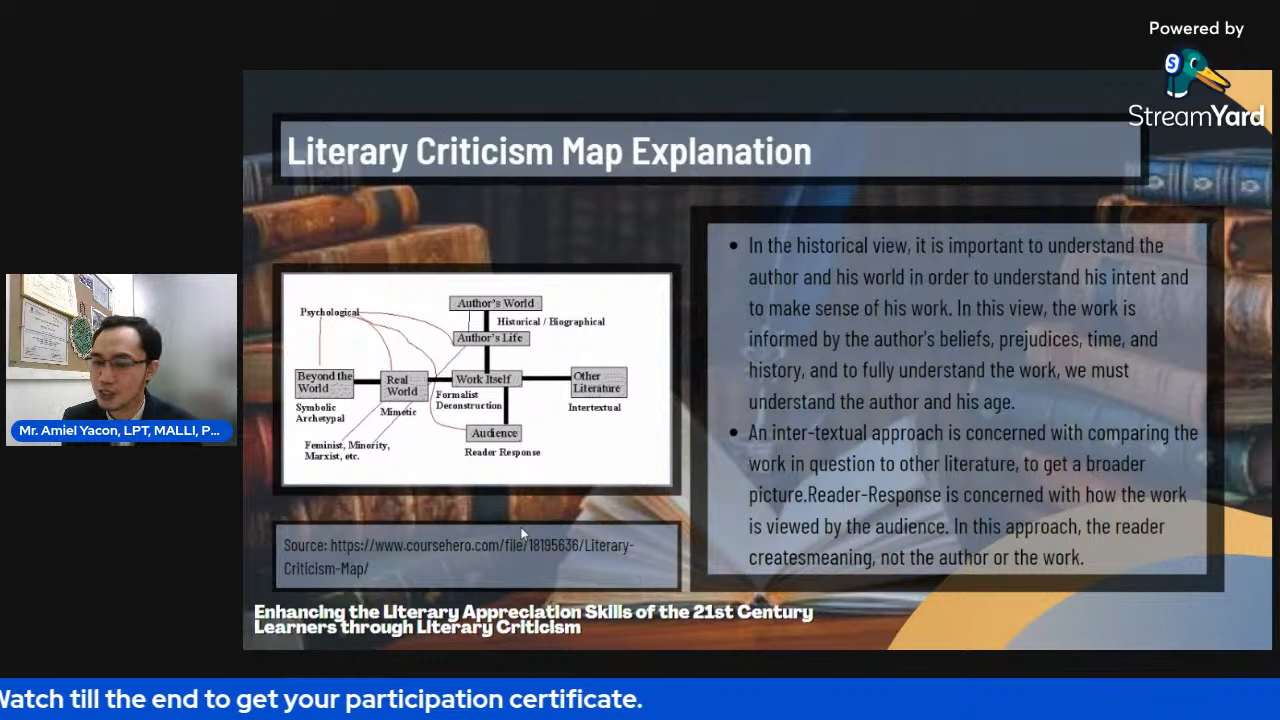 Powered by
StreamYard
Literary Criticism Map Explanation
Psychological
Author's World
Historical / Biographical
Author's Life
Beyond the
World
Real
World
Work Itself
Other
Literature
Symbolic
Archetypal
Mimetic
Formalist
Deconstruction
Intertextual
Audience
Feminist, Minority,
Marxist, etc.
Reader Response
• In the historical view, it is important to understand the
author and his world in order to understand his intent and
to make sense of his work. In this view, the work is
informed by the author's beliefs, prejudices, time, and
history, and to fully understand the work, we must
understand the author and his age.
• An inter-textual approach is concerned with comparing the
work in question to other literature, to get a broader
picture.Reader-Response is concerned with how the work
is viewed by the audience. In this approach, the reader
createsmeaning, not the author or the work.
Source: https://www.coursehero.com/file/18195636/Literary-
Criticism-Map/
Enhancing the Literary Appreciation Skills of the 21st Century
Learners through Literary Criticism
Mr. Amiel Yacon, LPT, MALLI, P...
Watch till the end to get your participation certificate.